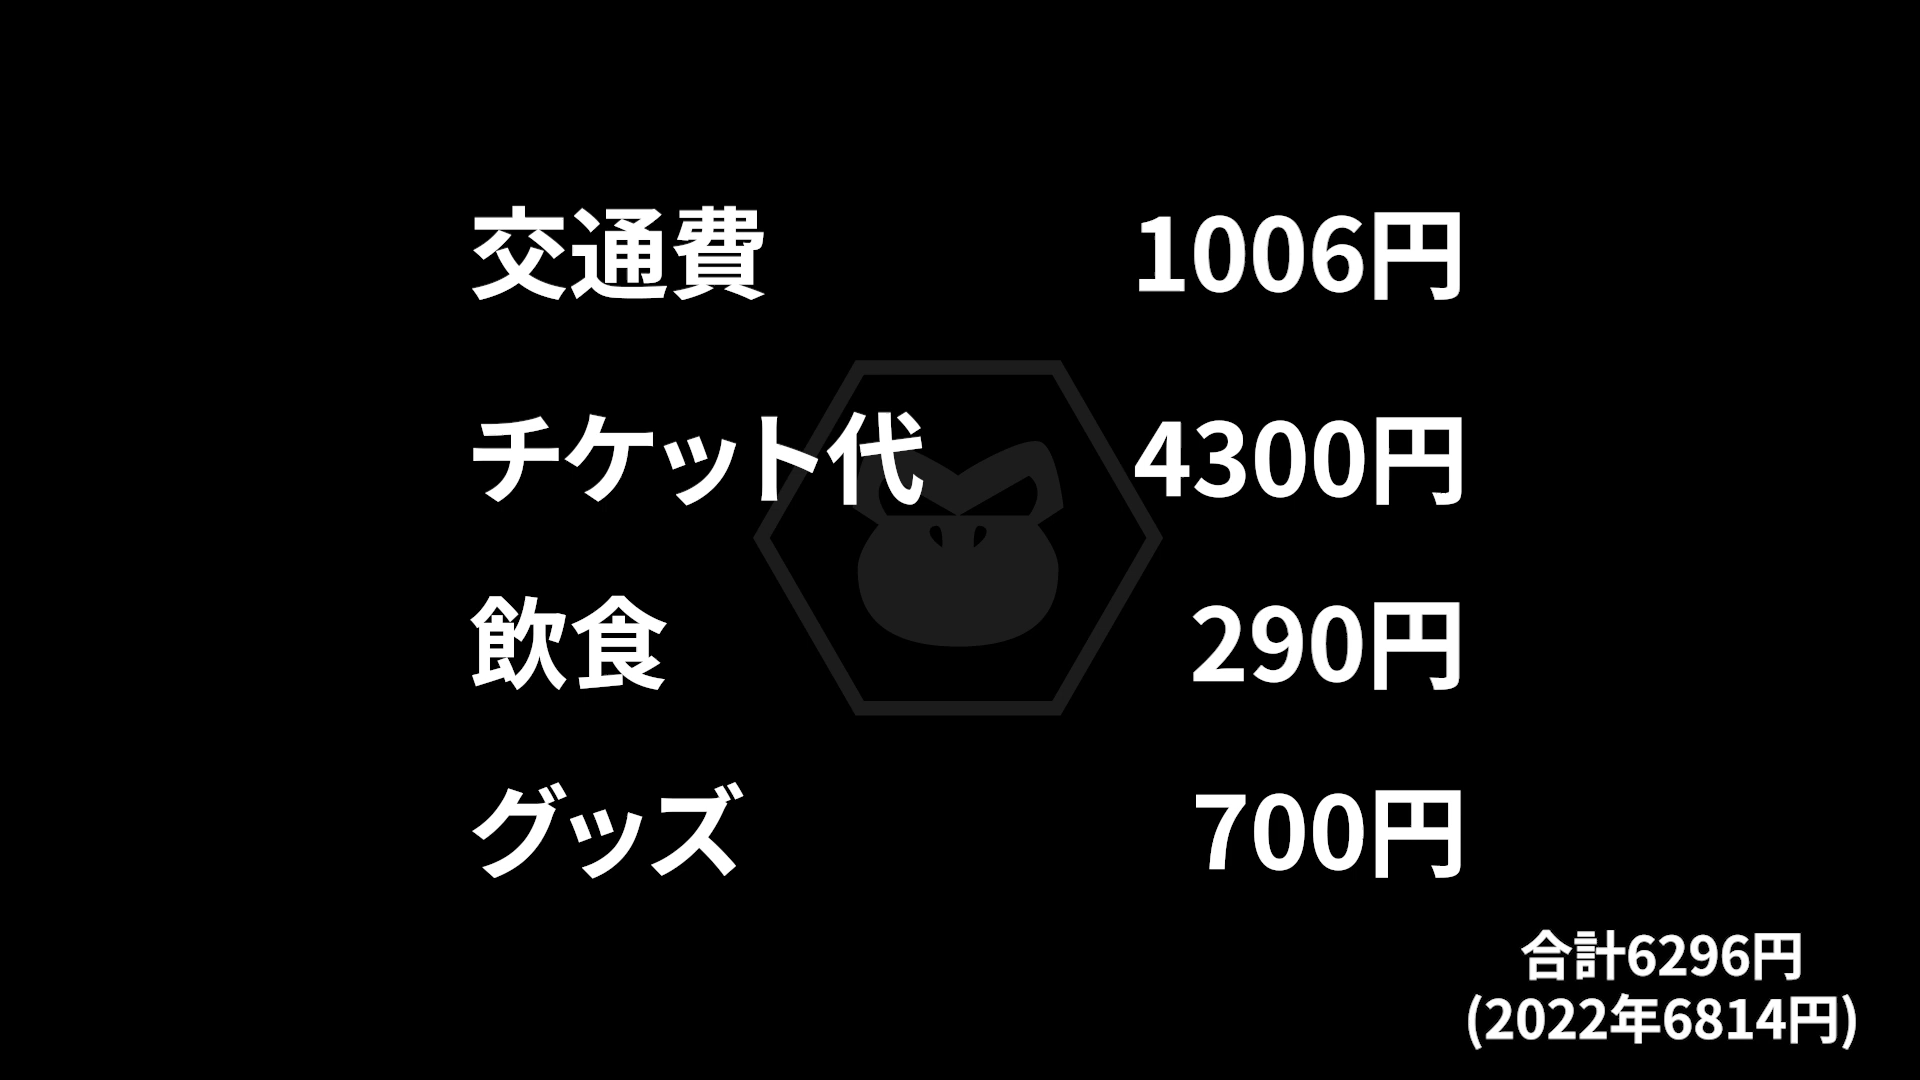 交通費 1006円
チケット代 4300円
飲食 290円
グッズ 700円
合計6296円
(2022年6814円)